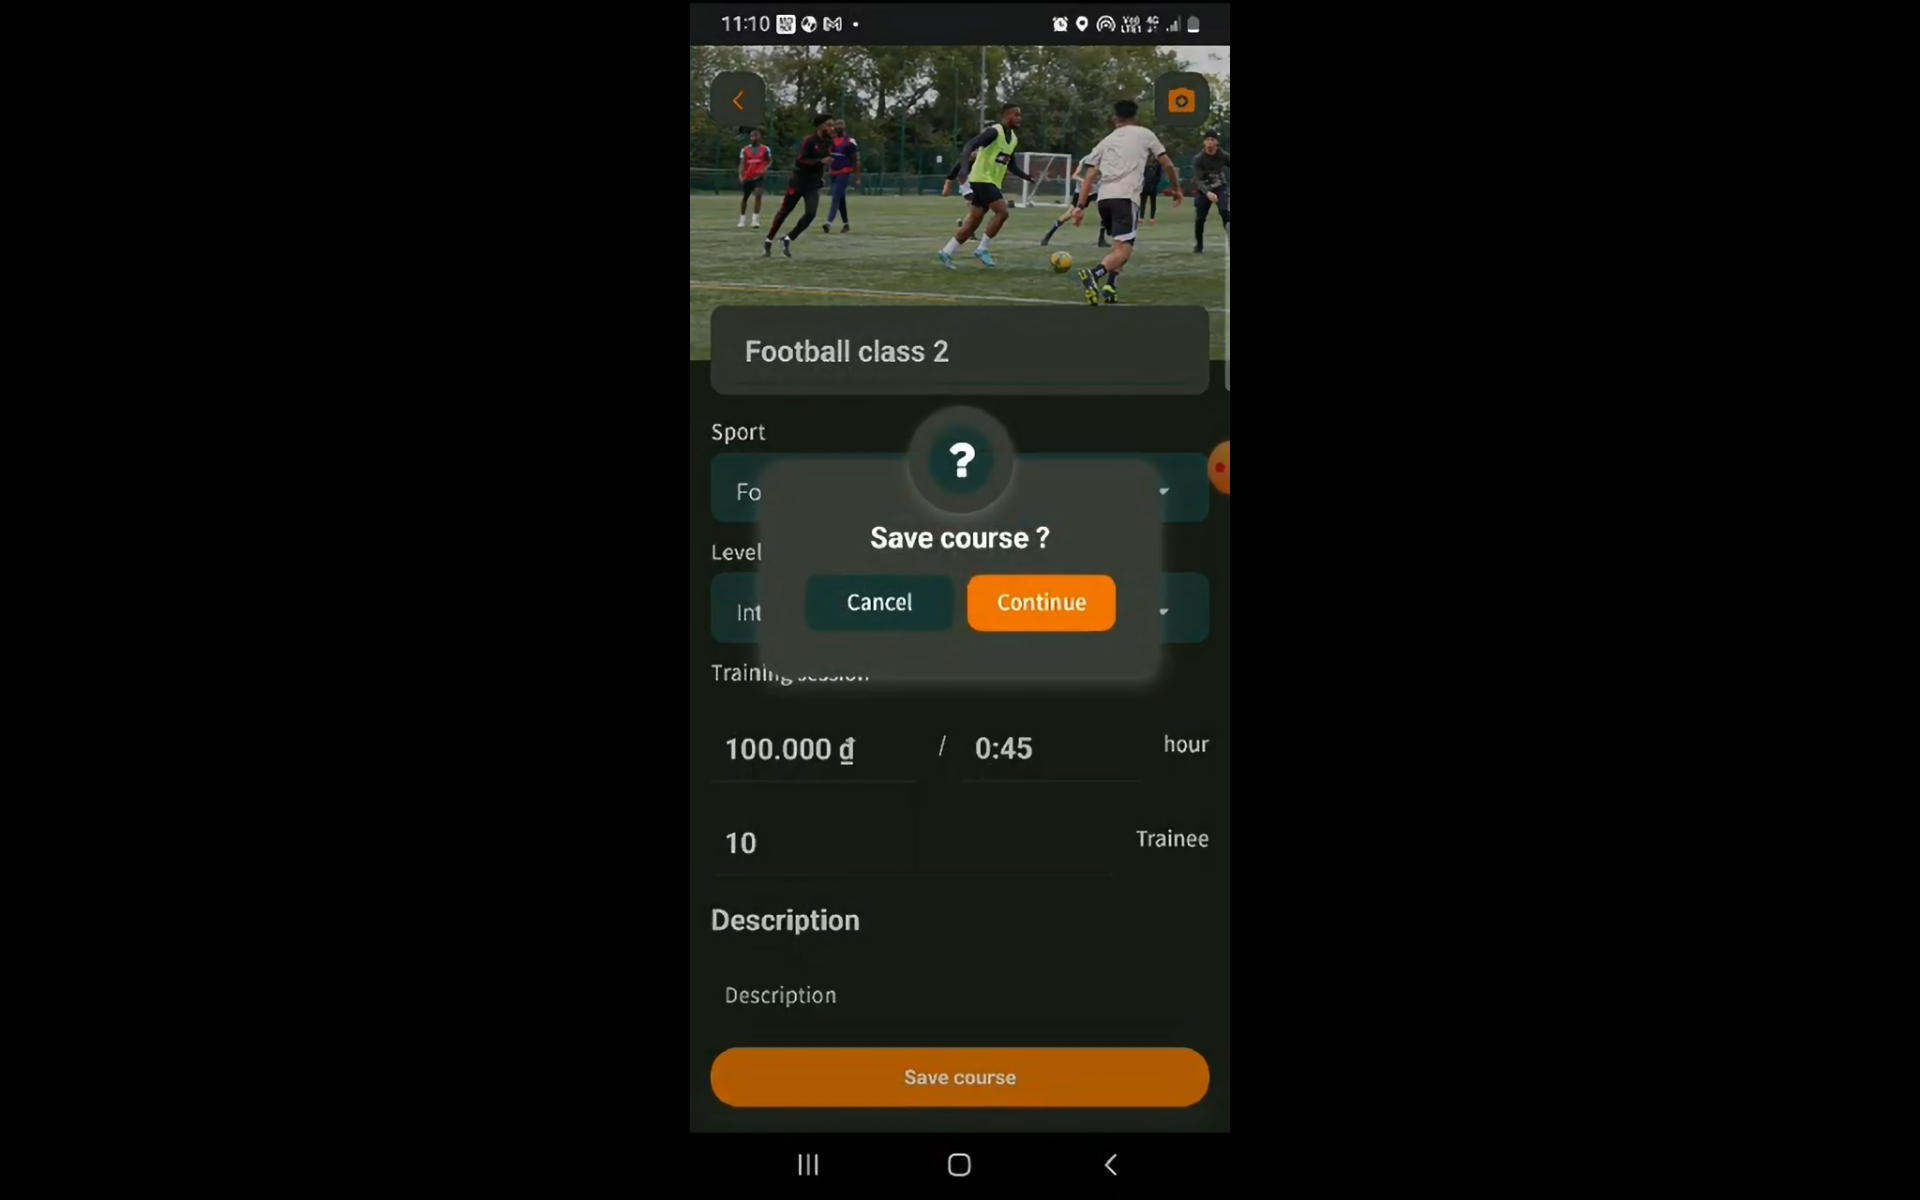 11:10
Football class 2
Sport
Fo
?
Save course ?
Level
Cancel
Continue
Int
Training session
100.000 ₫
/
0:45
hour
10
Trainee
Description
Description
Save course